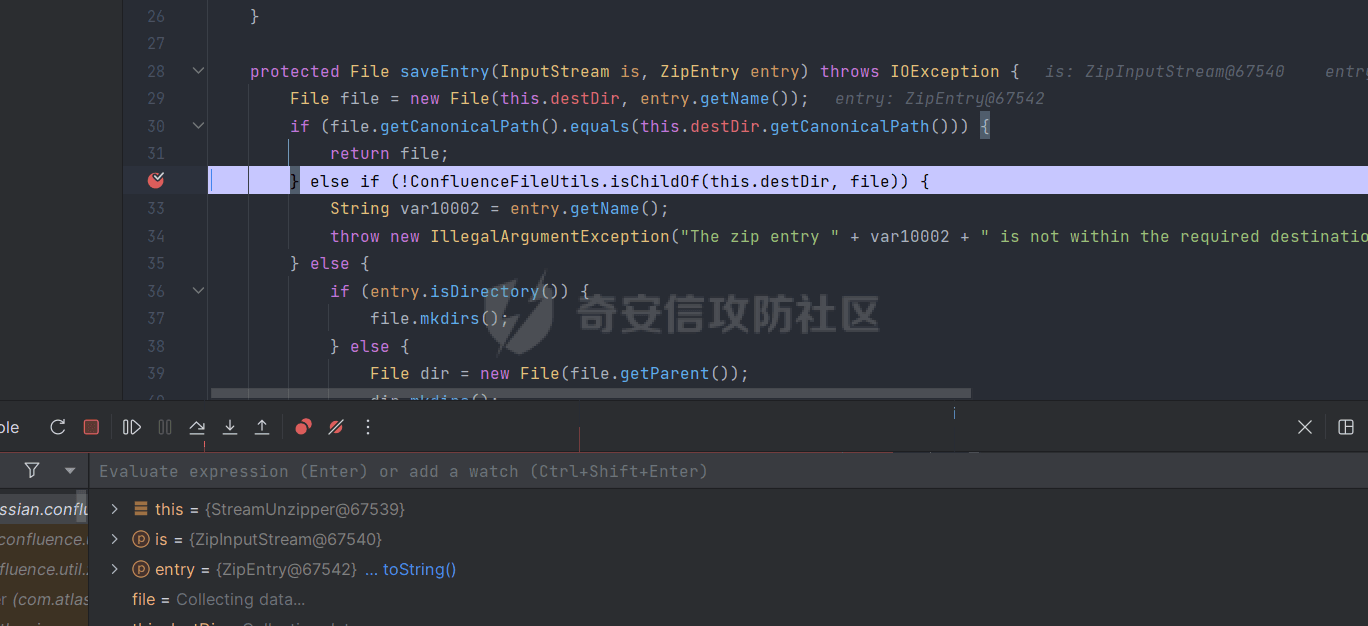 26 }
27
28 protected File saveEntry(InputStream is, ZipEntry entry) throws IOException { is: ZipInputStream@67540 entry
29 File file = new File(this.destDir, entry.getName()); entry: ZipEntry@67542
30 if (file.getCanonicalPath().equals(this.destDir.getCanonicalPath())) {
31 return file;
} else if (!ConfluenceFileUtils.isChildOf(this.destDir, file)) {
33 String var10002 = entry.getName();
34 throw new IllegalArgumentException("The zip entry " + var10002 + " is not within the required destinatio
35 } else {
36 if (entry.isDirectory()) {
37 file.mkdirs();
奇安信攻防社区
38 } else {
39 File dir = new File(file.getParent());
40 dir.mkdirs();
ole
Evaluate expression (Enter) or add a watch (Ctrl+Shift+Enter)
ssian.conflu
this = {StreamUnzipper@67539}
confluence.
is = {ZipInputStream@67540}
fluence.util..
entry = {ZipEntry@67542} ... toString()
r (com.atlas
file = Collecting data...